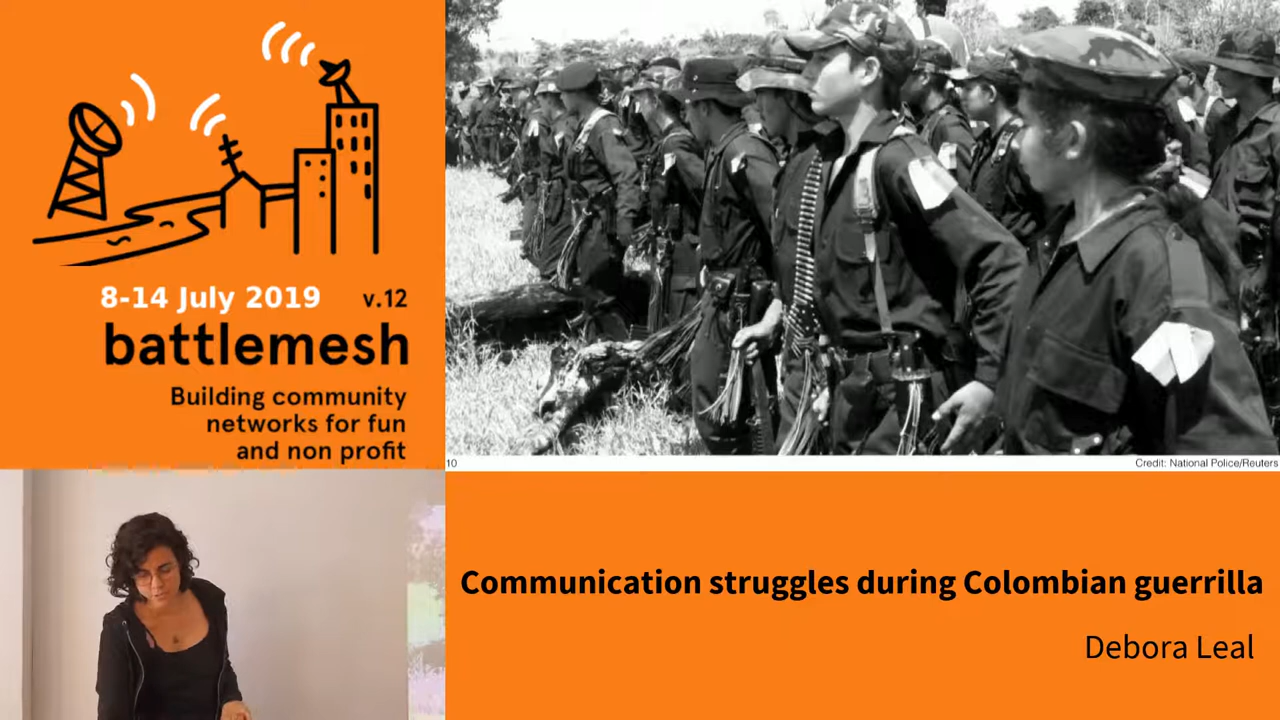 8-14 July 2019 v.12
battlemesh
Building community
networks for fun
and non profit
10
Credit: National Police/Reuters
Communication struggles during Colombian guerrilla
Debora Leal